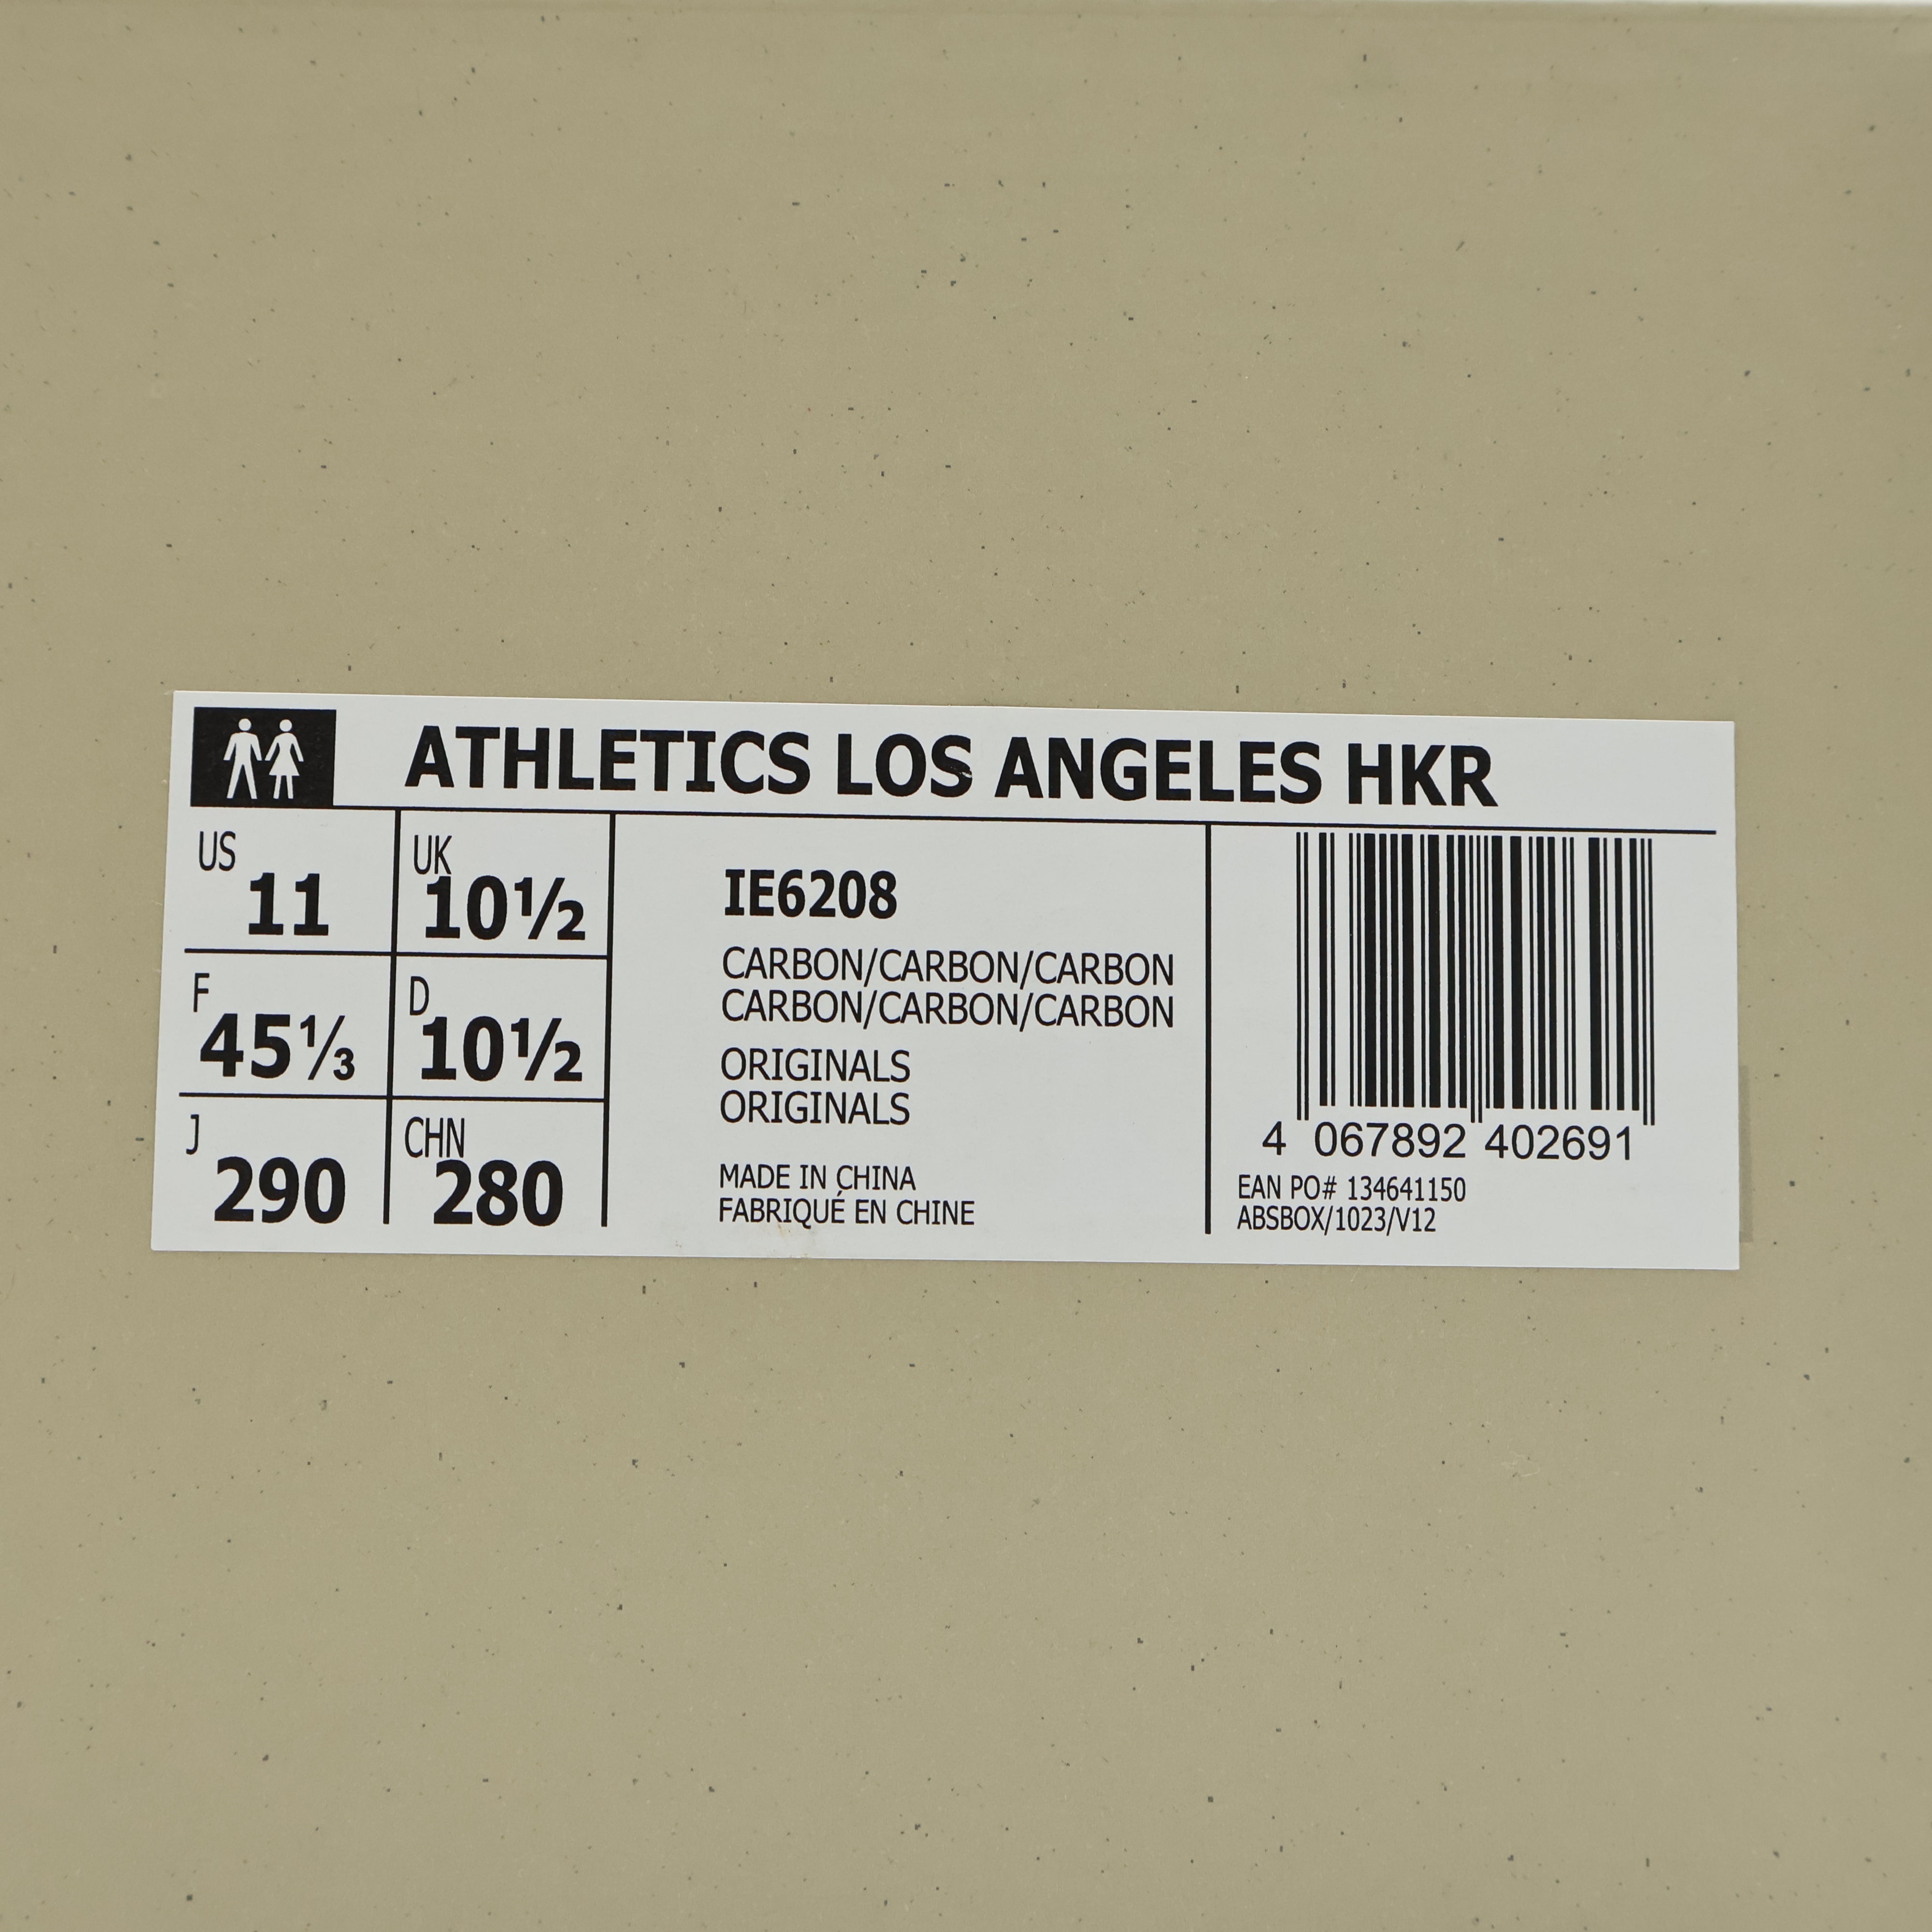 ATHLETICS LOS ANGELES HKR
US 11
UK 10½
F 45⅓
D 10½
J 290
CHN 280
IE6208
CARBON/CARBON/CARBON
CARBON/CARBON/CARBON
ORIGINALS
ORIGINALS
MADE IN CHINA
FABRIQUÉ EN CHINE
4 067892 402691
EAN PO# 134641150
ABSBOX/1023/V12